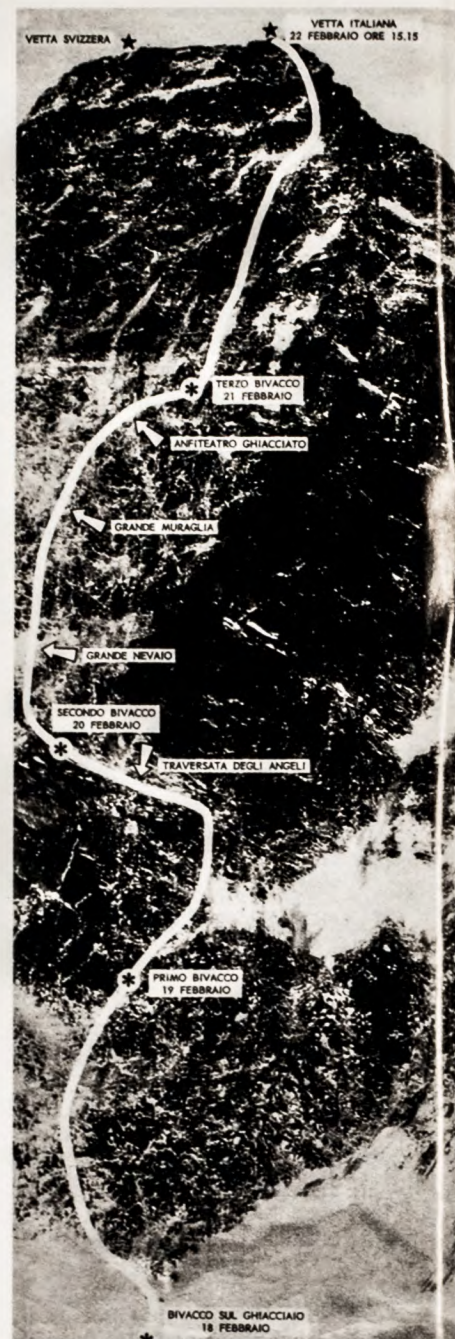 VETTA SVIZZERA
VETTA ITALIANA
22 FEBBRAIO ORE 15.15
TERZO BIVACCO
21 FEBBRAIO
ANFITEATRO GHIACCIATO
GRANDE MURAGLIA
GRANDE NEVAIO
SECONDO BIVACCO
20 FEBBRAIO
TRAVERSATA DEGLI ANGELI
PRIMO BIVACCO
19 FEBBRAIO
BIVACCO SUL GHIACCIAIO
18 FEBBRAIO